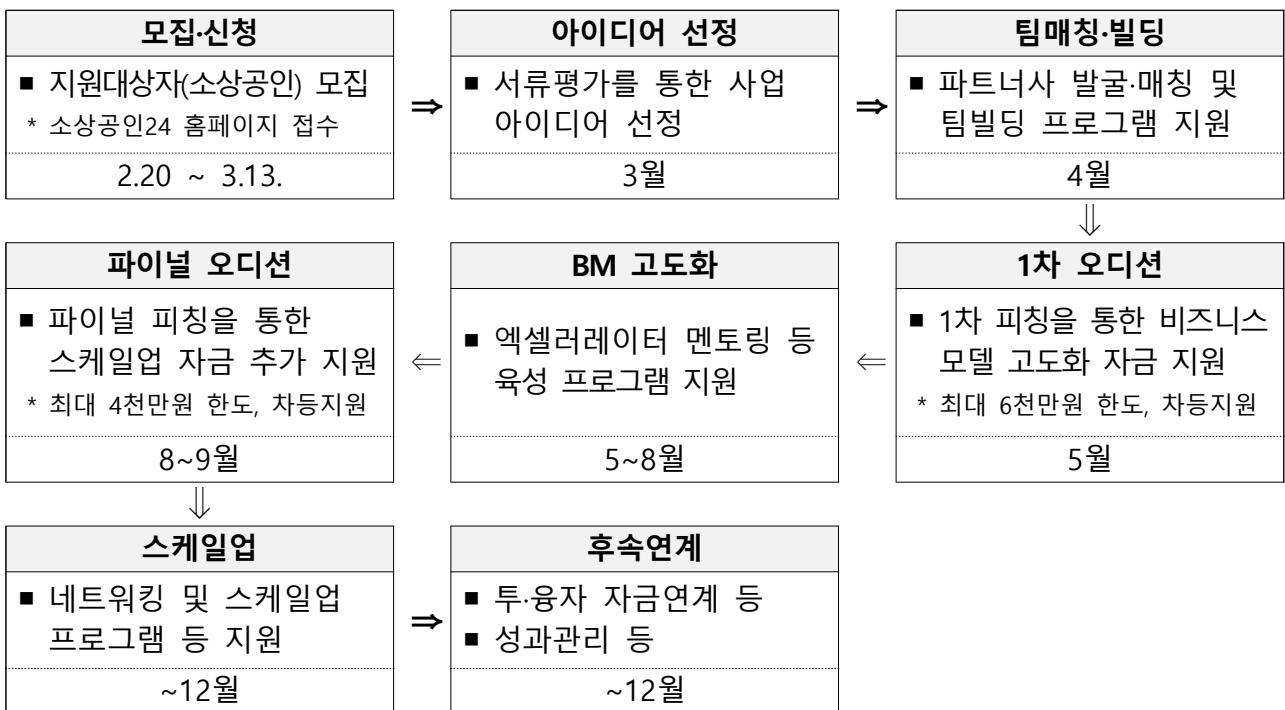 모집·신청
■ 지원대상자(소상공인) 모집
* 소상공인24 홈페이지 접수
2.20 ~ 3.13.
⇒
아이디어 선정
■ 서류평가를 통한 사업
아이디어 선정
3월
⇒
팀매칭·빌딩
■ 파트너사 발굴·매칭 및
팀빌딩 프로그램 지원
4월
⇓
1차 오디션
■ 1차 피칭을 통한 비즈니스
모델 고도화 자금 지원
* 최대 6천만원 한도, 차등지원
5월
⇐
BM 고도화
■ 엑셀러레이터 멘토링 등
육성 프로그램 지원
5~8월
⇐
파이널 오디션
■ 파이널 피칭을 통한
스케일업 자금 추가 지원
* 최대 4천만원 한도, 차등지원
8~9월
⇓
스케일업
■ 네트워킹 및 스케일업
프로그램 등 지원
~12월
⇒
후속연계
■ 투·융자 자금연계 등
■ 성과관리 등
~12월